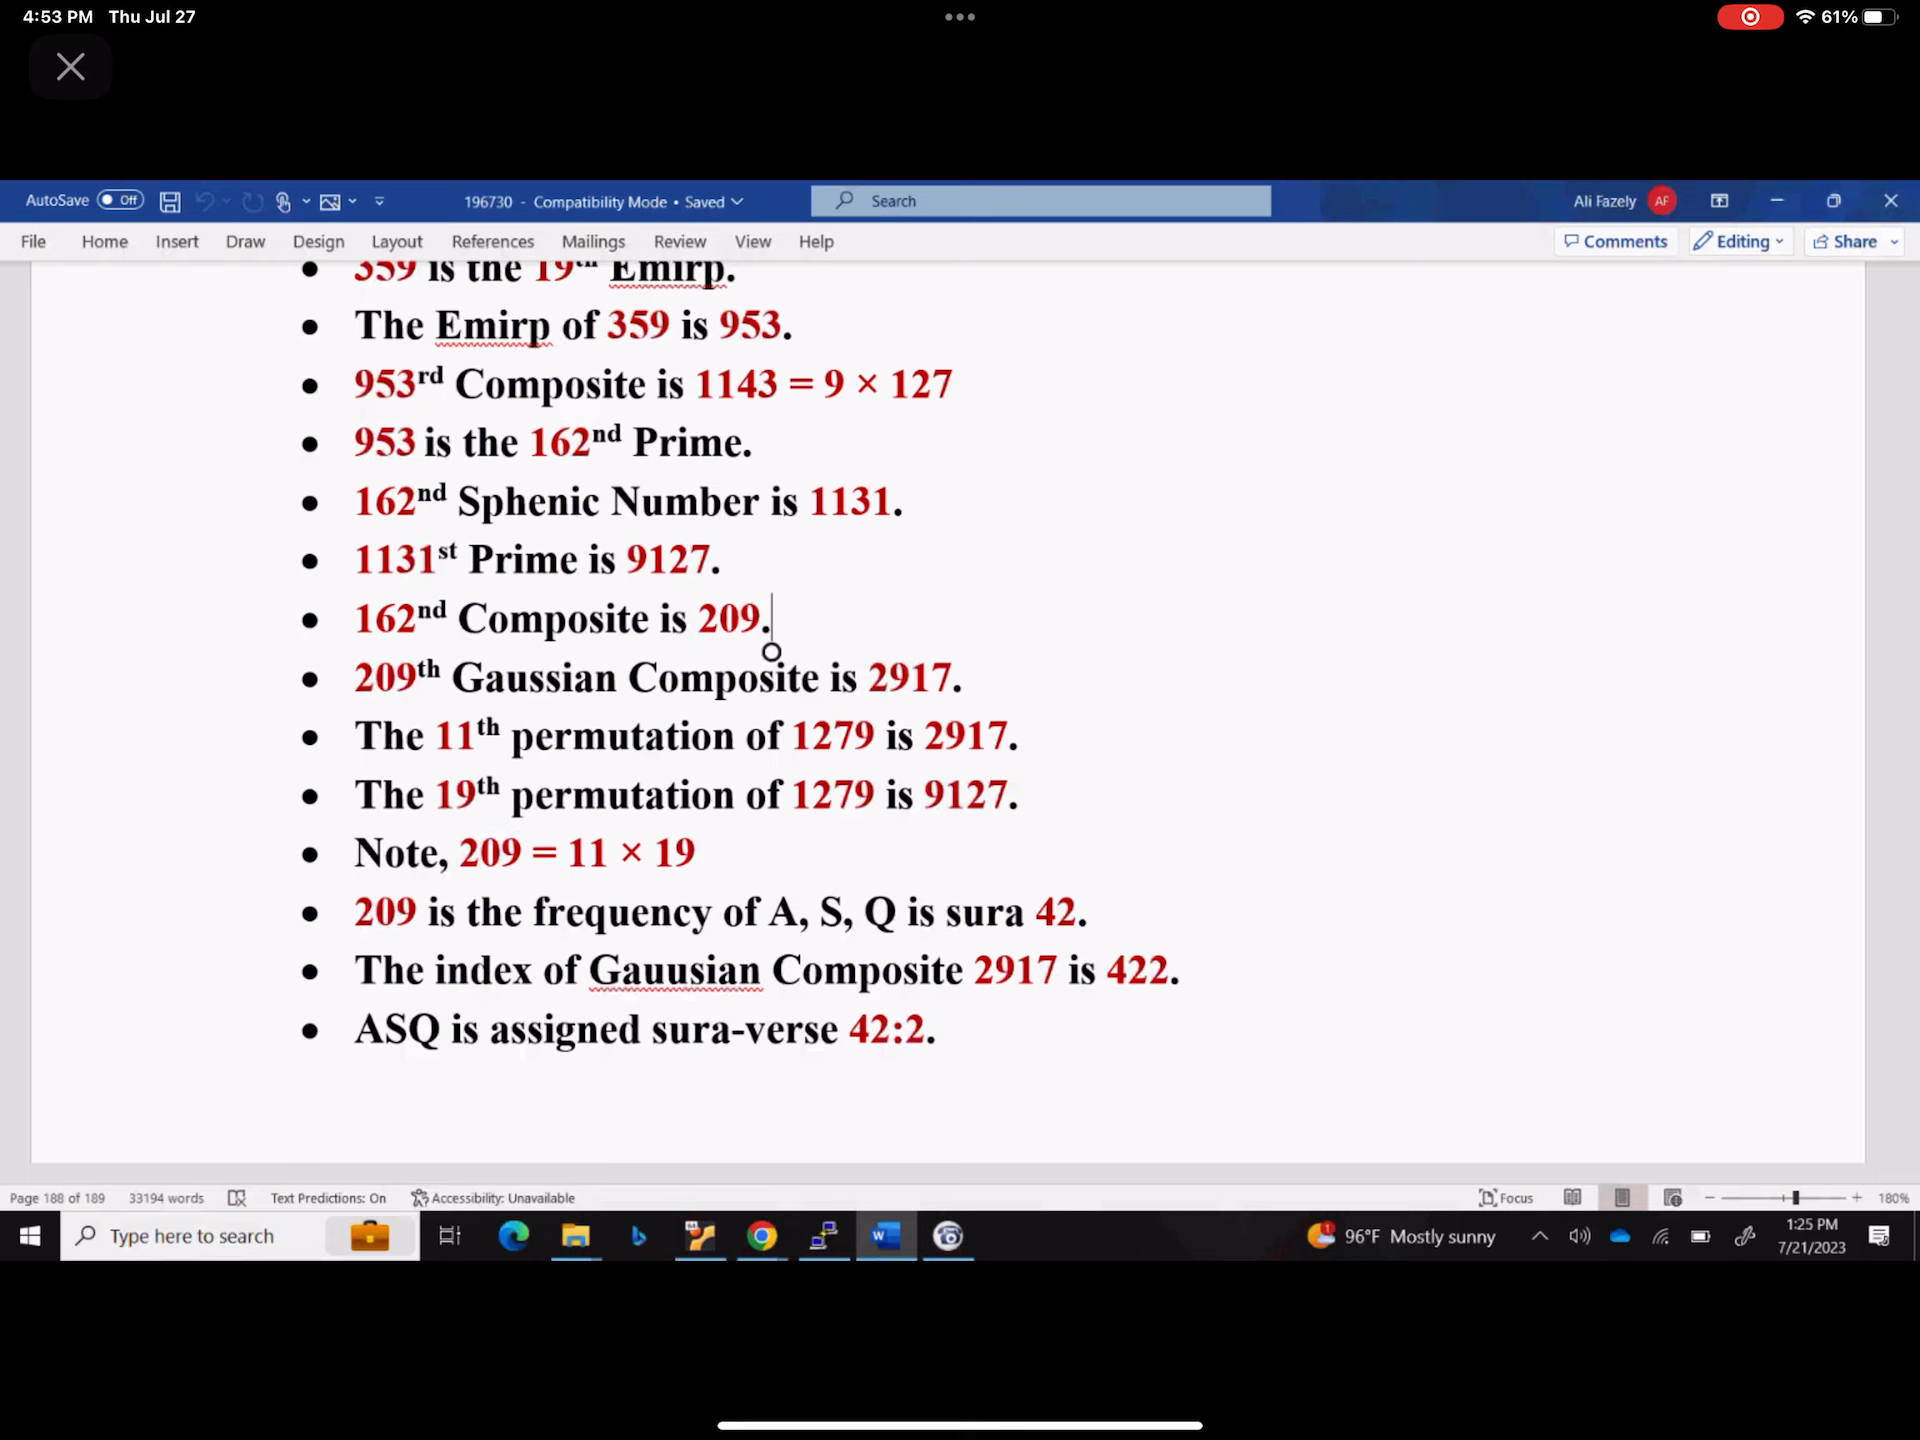 4:53 PM Thu Jul 27
61%
AutoSave Off
196730 - Compatibility Mode • Saved
Search
Ali Fazely AF
File Home Insert Draw Design Layout References Mailings Review View Help
Comments Editing Share
• 359 is the 19th Emirp.
• The Emirp of 359 is 953.
• 953rd Composite is 1143 = 9 × 127
• 953 is the 162nd Prime.
• 162nd Sphenic Number is 1131.
• 1131st Prime is 9127.
• 162nd Composite is 209.
• 209th Gaussian Composite is 2917.
• The 11th permutation of 1279 is 2917.
• The 19th permutation of 1279 is 9127.
• Note, 209 = 11 × 19
• 209 is the frequency of A, S, Q is sura 42.
• The index of Gauusian Composite 2917 is 422.
• ASQ is assigned sura-verse 42:2.
Page 188 of 189 33194 words Text Predictions: On Accessibility: Unavailable
Focus 180%
Type here to search
96°F Mostly sunny
1:25 PM
7/21/2023